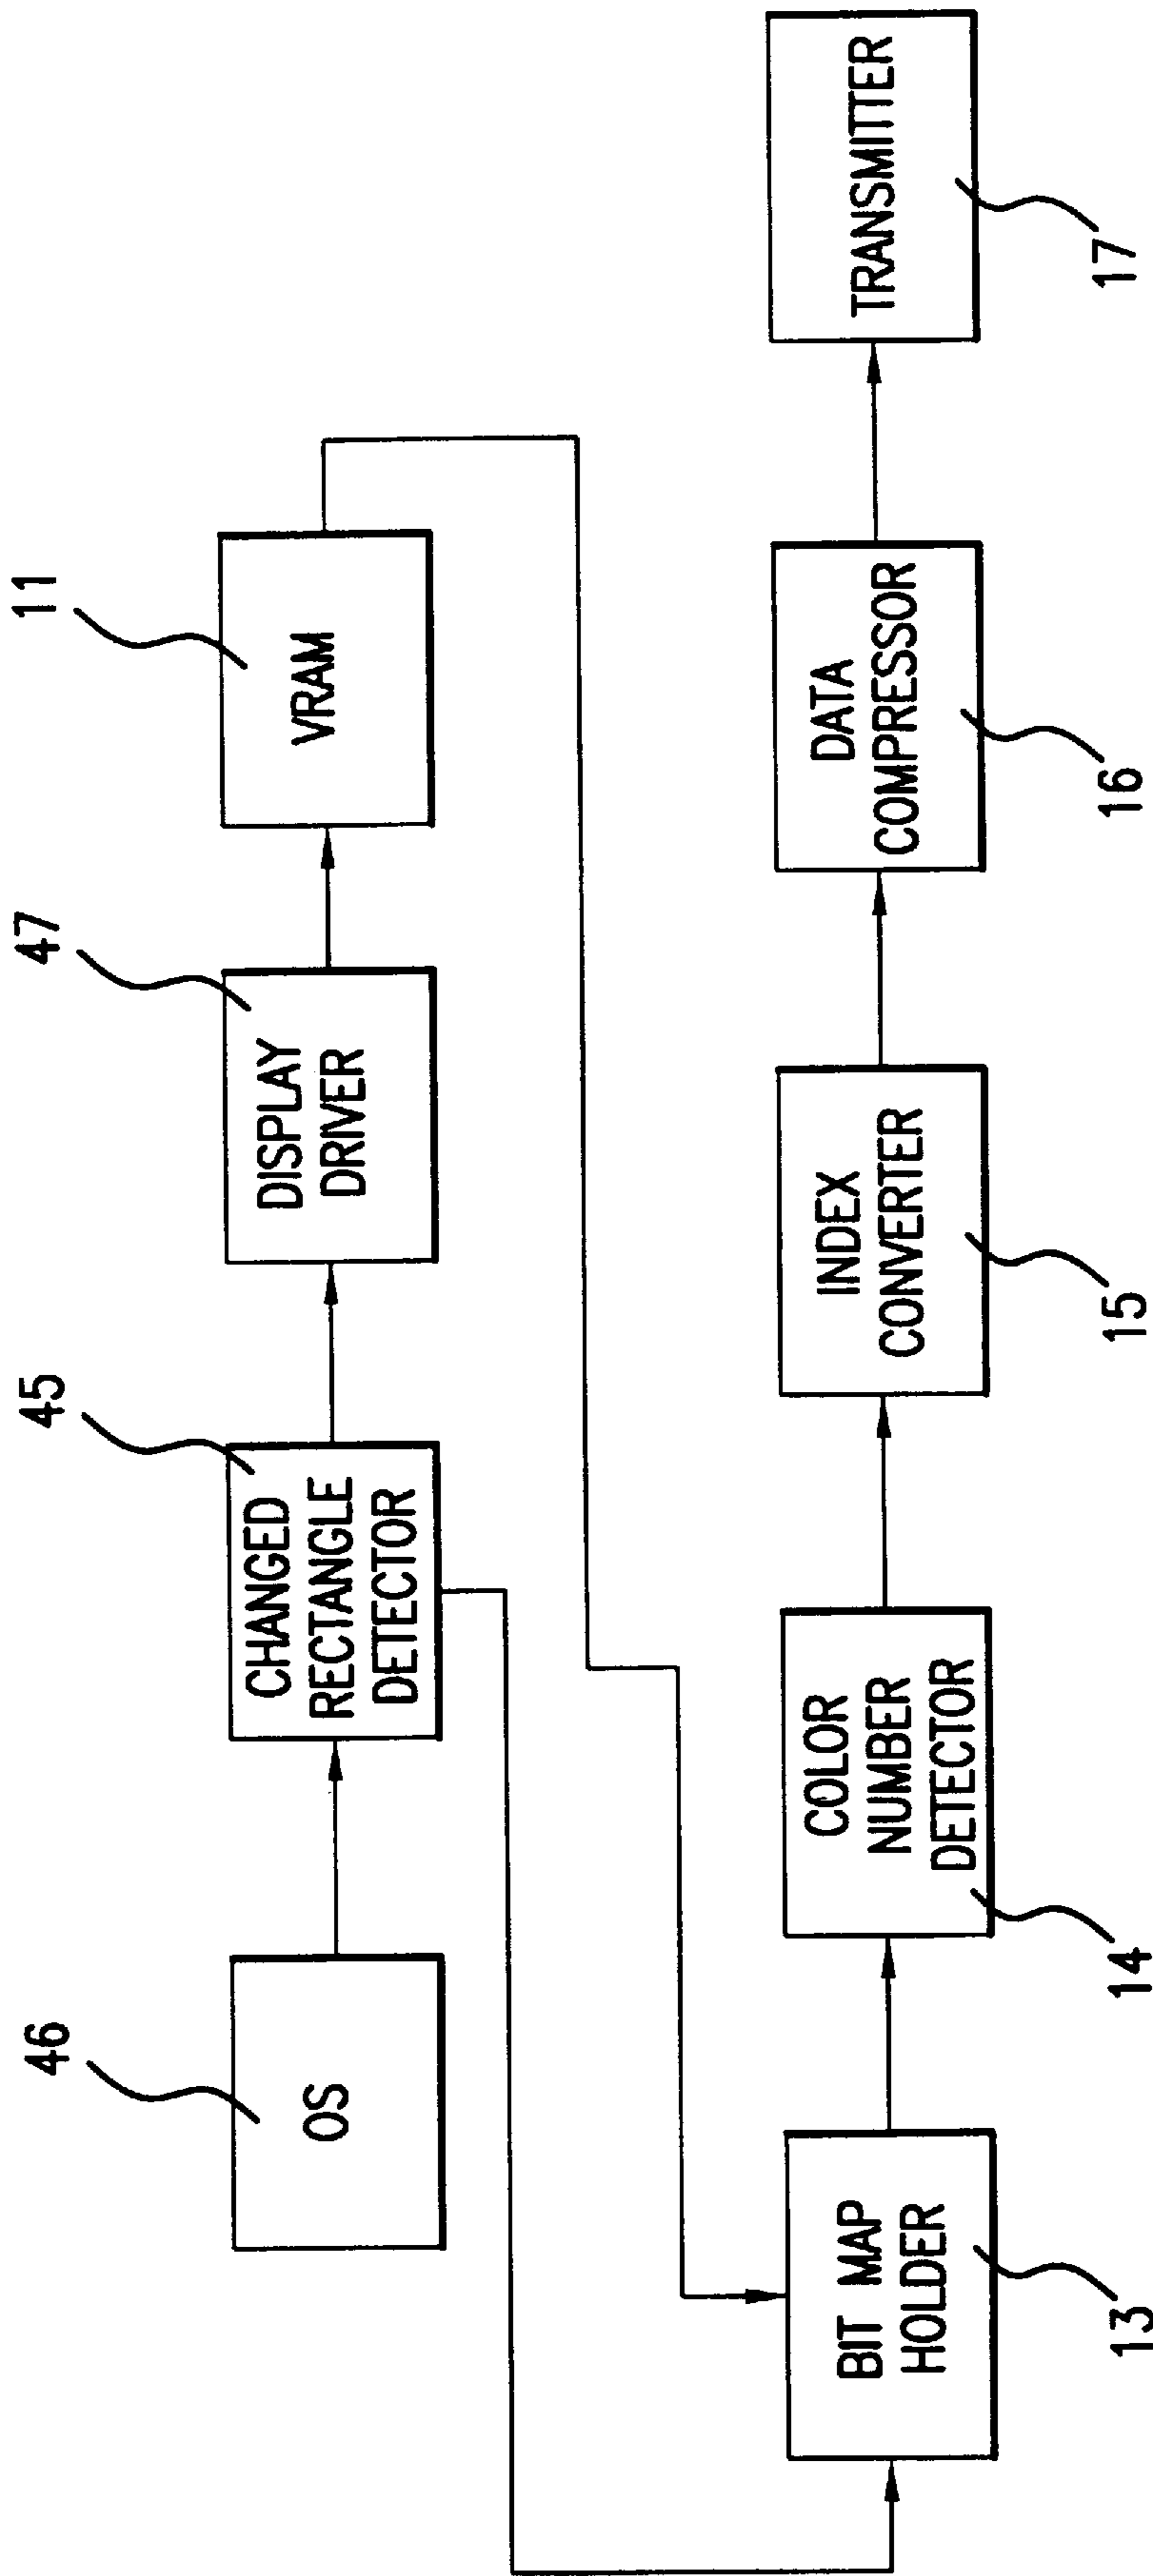 46
OS
45
CHANGED
RECTANGLE
DETECTOR
47
DISPLAY
DRIVER
11
VRAM
BIT MAP
HOLDER
13
COLOR
NUMBER
DETECTOR
14
INDEX
CONVERTER
15
DATA
COMPRESSOR
16
TRANSMITTER
17